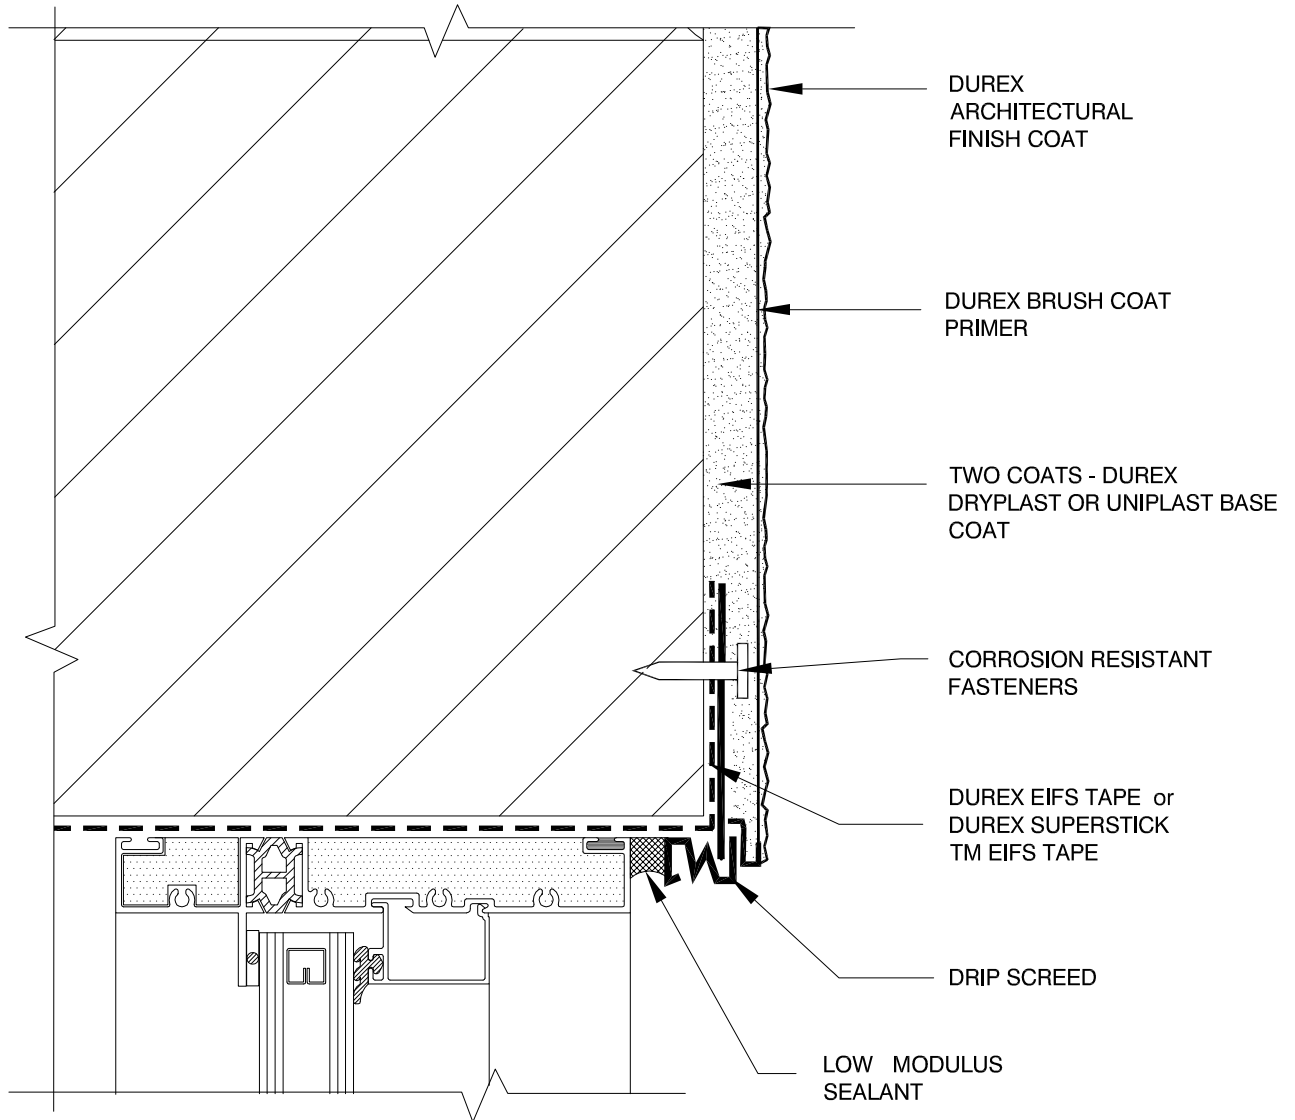 DUREX
ARCHITECTURAL
FINISH COAT
DUREX BRUSH COAT
PRIMER
TWO COATS - DUREX
DRYPLAST OR UNIPLAST BASE
COAT
CORROSION RESISTANT
FASTENERS
DUREX EIFS TAPE or
DUREX SUPERSTICK
TM EIFS TAPE
DRIP SCREED
LOW MODULUS
SEALANT